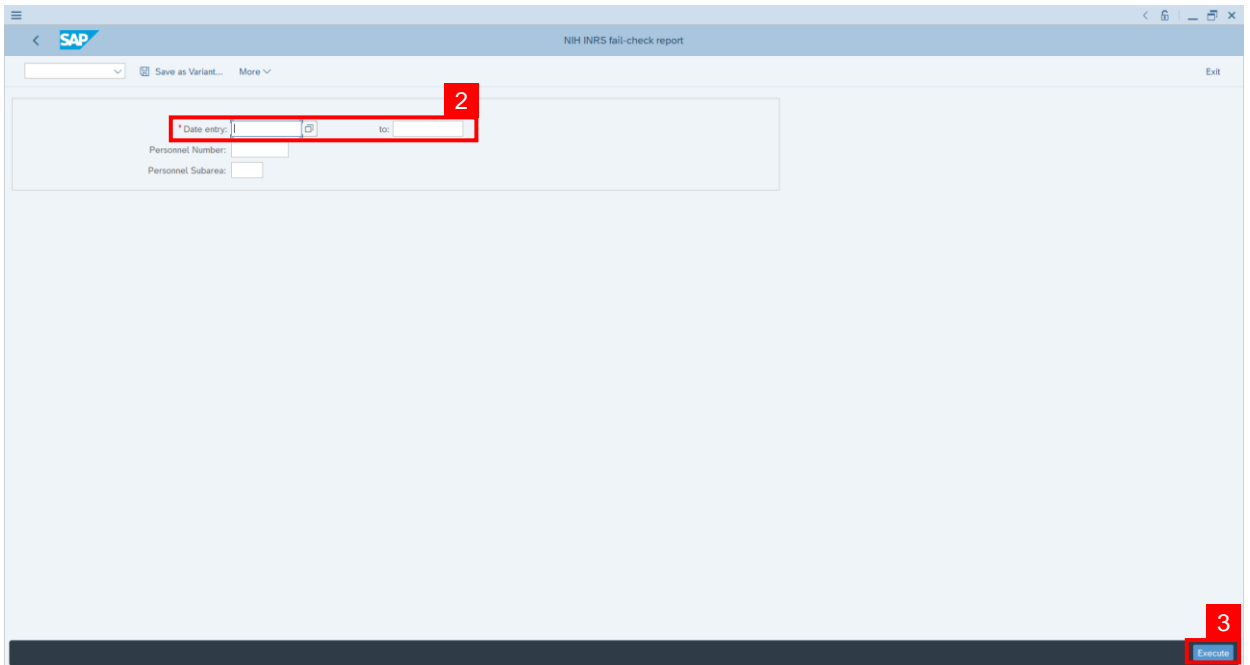 SAP
NIH INRS fail-check report
Save as Variant... More Exit
2
* Date entry: to:
Personnel Number:
Personnel Subarea:
3
Execute